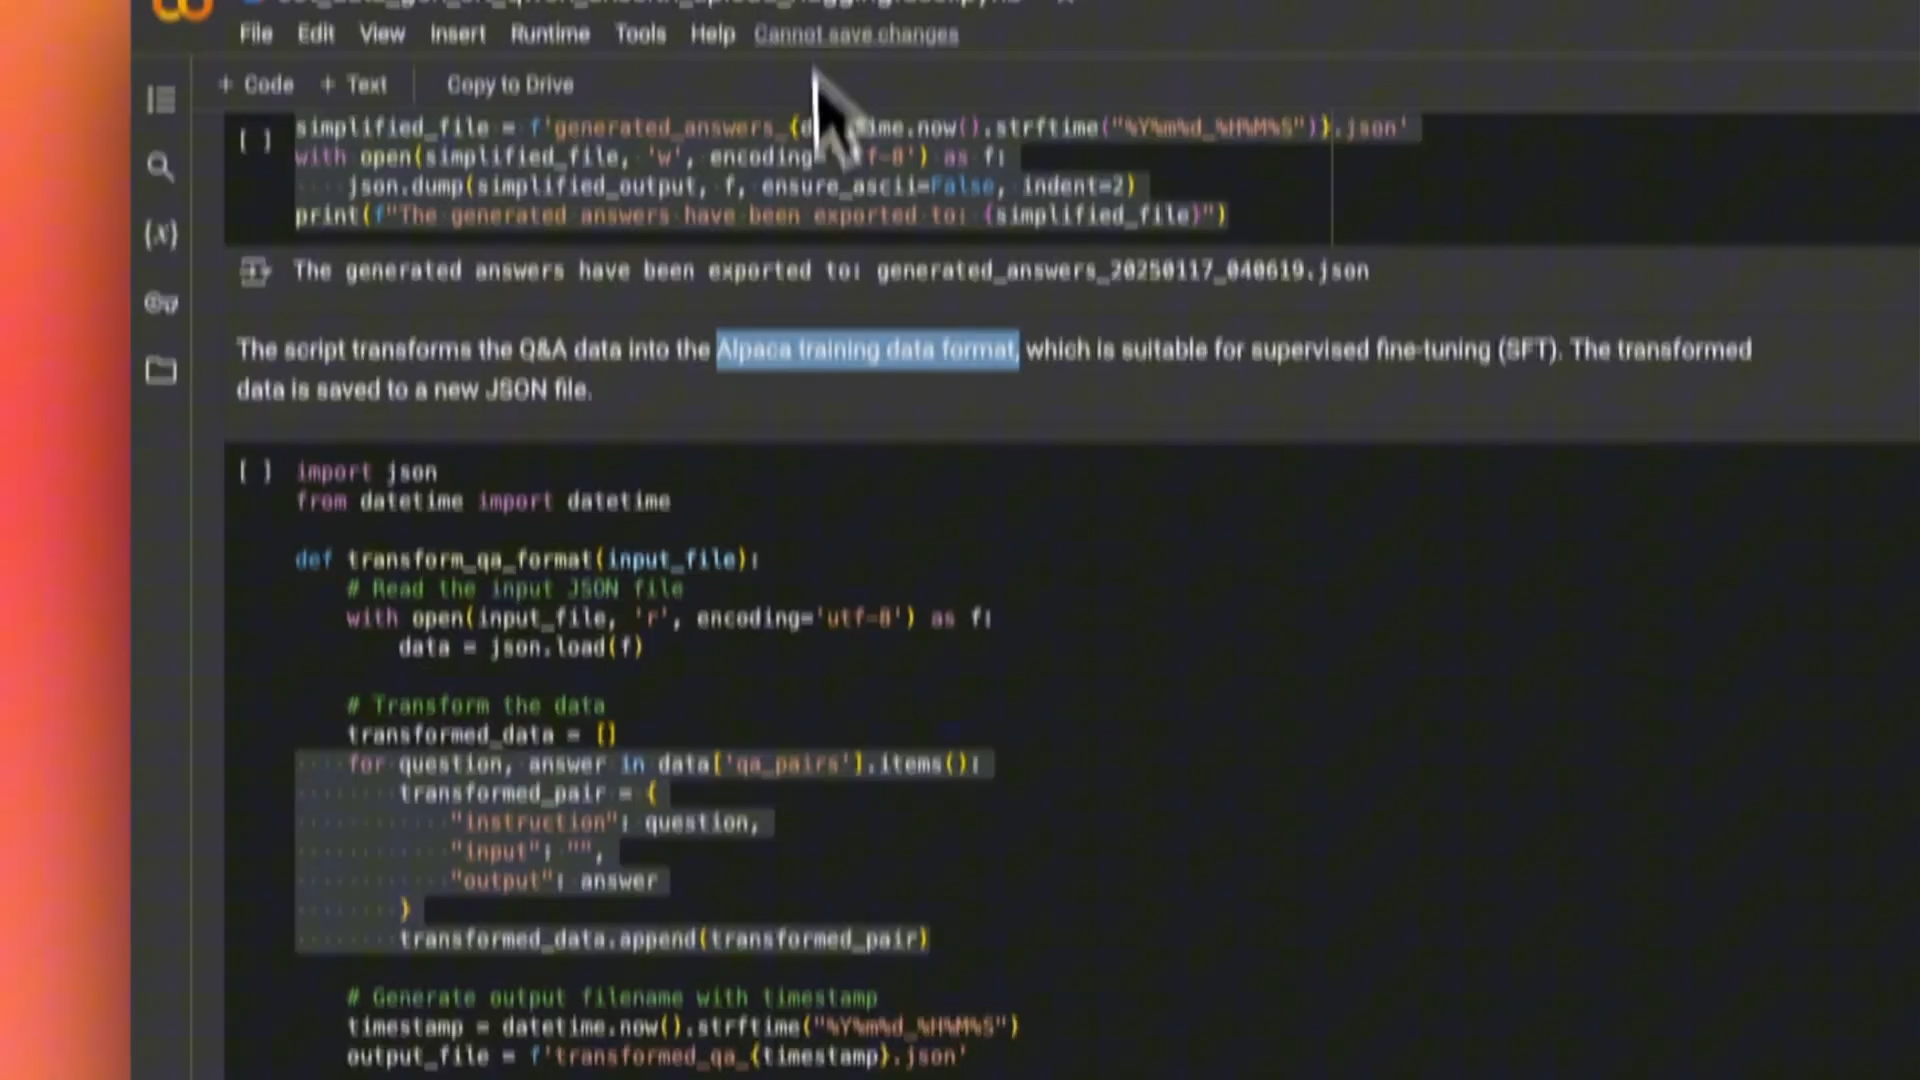 File Edit View Insert Runtime Tools Help Cannot save changes
+ Code + Text Copy to Drive
[ ] simplified_file = f'generated_answers_{d ime.now().strftime("%Y%m%d_%H%M%S")}.json'
with open(simplified_file, 'w', encoding f-8') as f:
json.dump(simplified_output, f, ensure_ascii=False, indent=2)
print(f"The generated answers have been exported to: {simplified_file}")
The generated answers have been exported to: generated_answers_20250117_040619.json
The script transforms the Q&A data into the Alpaca training data format, which is suitable for supervised fine-tuning (SFT). The transformed
data is saved to a new JSON file.
[ ] import json
from datetime import datetime
def transform_qa_format(input_file):
# Read the input JSON file
with open(input_file, 'r', encoding='utf-8') as f:
data = json.load(f)
# Transform the data
transformed_data = []
for question, answer in data['qa_pairs'].items():
transformed_pair = {
"instruction": question,
"input": "",
"output": answer
}
transformed_data.append(transformed_pair)
# Generate output filename with timestamp
timestamp = datetime.now().strftime("%Y%m%d_%H%M%S")
output_file = f'transformed_qa_{timestamp}.json'